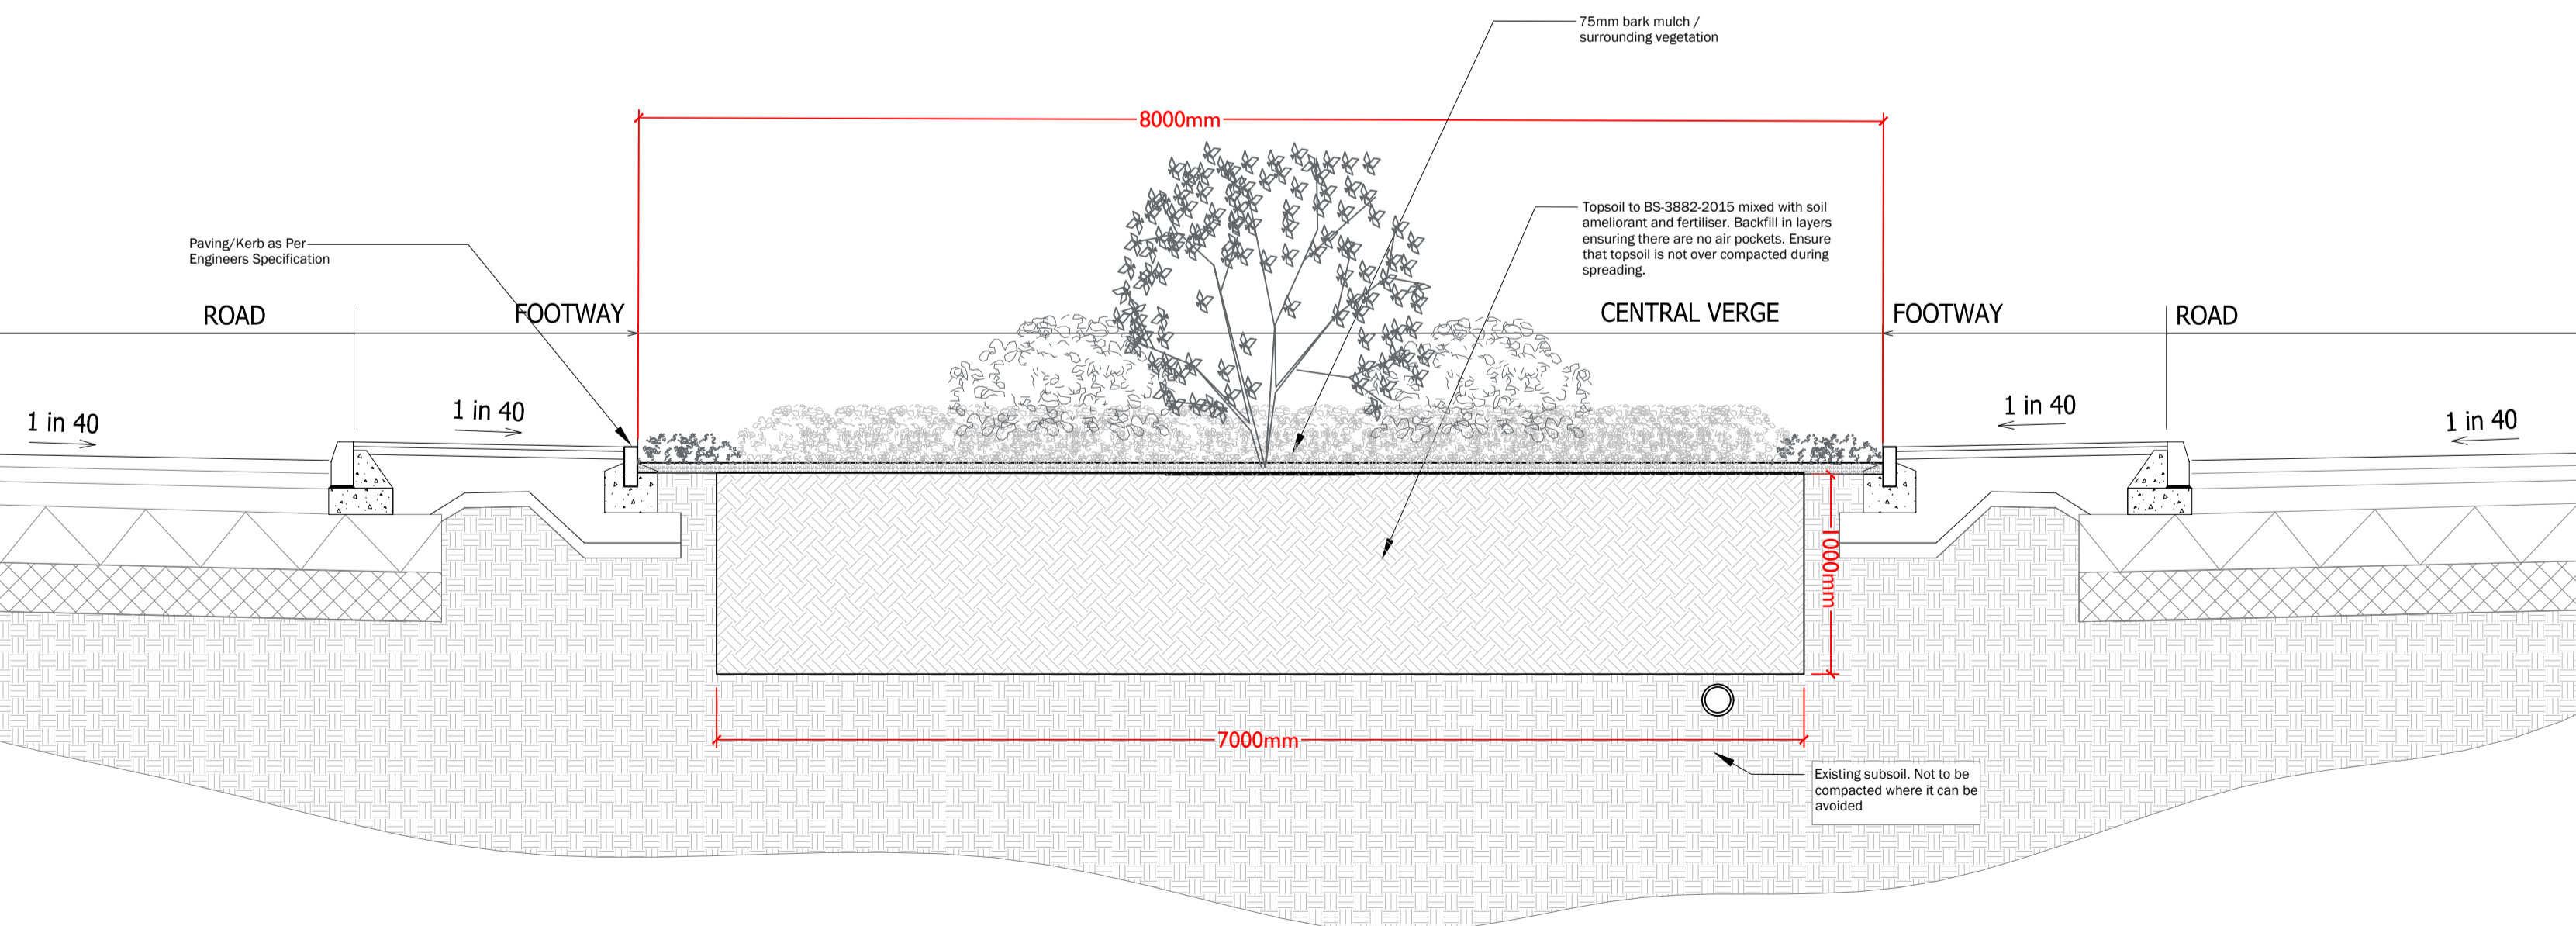 75mm bark mulch /
surrounding vegetation
8000mm
Topsoil to BS-3882-2015 mixed with soil
ameliorant and fertiliser. Backfill in layers
ensuring there are no air pockets. Ensure
that topsoil is not over compacted during
spreading.
Paving/Kerb as Per
Engineers Specification
ROAD
FOOTWAY
CENTRAL VERGE
FOOTWAY
ROAD
1 in 40
1 in 40
1 in 40
1 in 40
1000mm
7000mm
Existing subsoil. Not to be
compacted where it can be
avoided